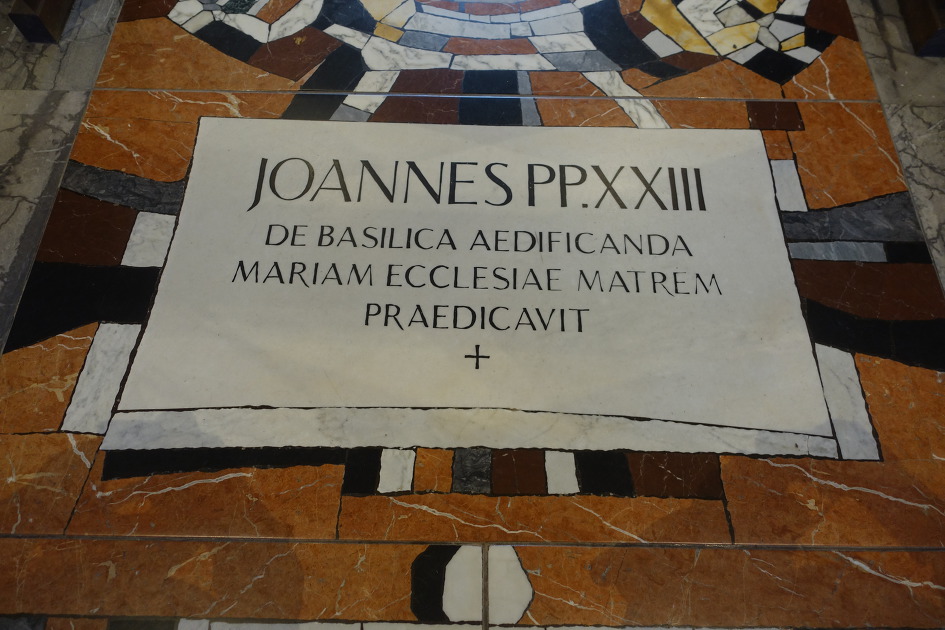 JOANNES PP.XXIII
DE BASILICA AEDIFICANDA
MARIAM ECCLESIAE MATREM
PRAEDICAVIT